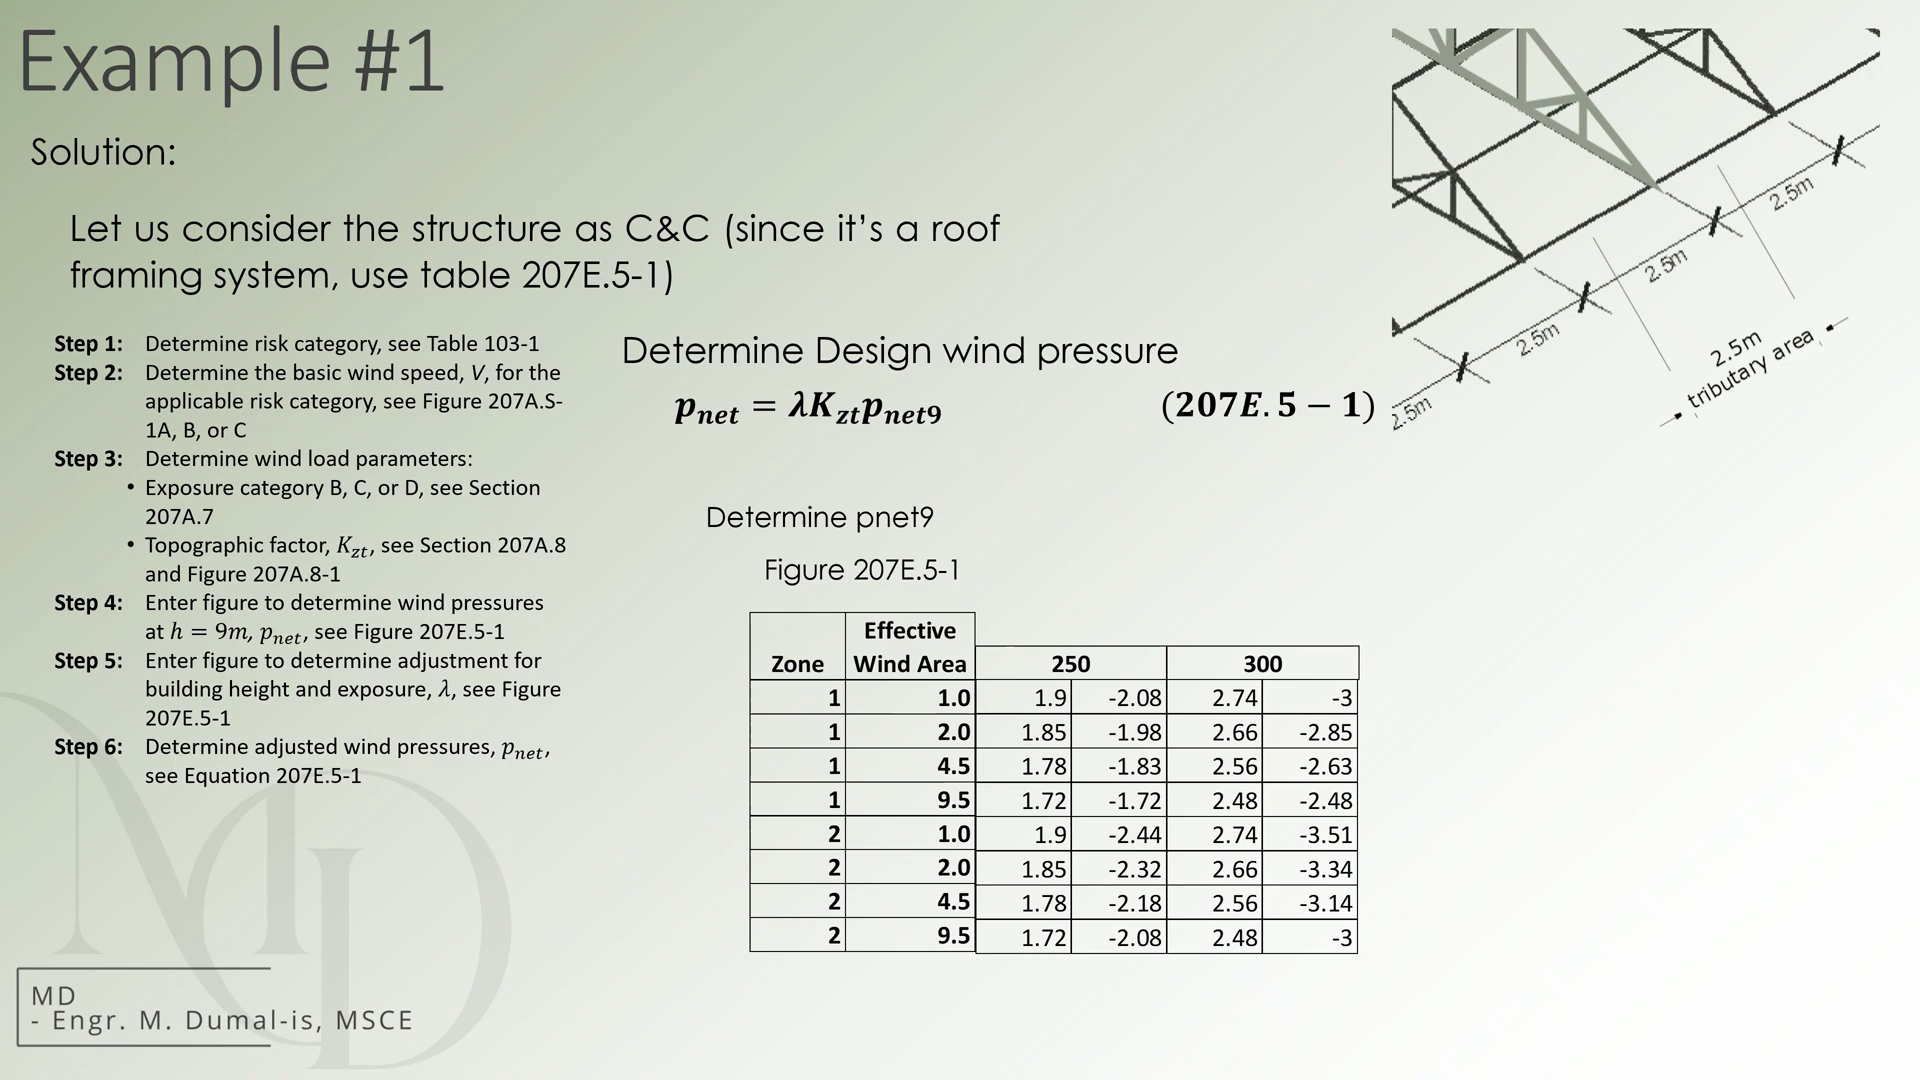 Example #1
Solution:
Let us consider the structure as C&C (since it’s a roof
framing system, use table 207E.5-1)
Step 1: Determine risk category, see Table 103-1
Step 2: Determine the basic wind speed, V, for the
applicable risk category, see Figure 207A.S-
1A, B, or C
Step 3: Determine wind load parameters:
• Exposure category B, C, or D, see Section
207A.7
• Topographic factor, K_zt, see Section 207A.8
and Figure 207A.8-1
Step 4: Enter figure to determine wind pressures
at h = 9m, p_net, see Figure 207E.5-1
Step 5: Enter figure to determine adjustment for
building height and exposure, λ, see Figure
207E.5-1
Step 6: Determine adjusted wind pressures, p_net,
see Equation 207E.5-1
Determine Design wind pressure
p_net = λK_zt p_net9 (207E.5 − 1)
Determine pnet9
Figure 207E.5-1
Effective
Zone Wind Area 250 300
1 1.0 1.9 -2.08 2.74 -3
1 2.0 1.85 -1.98 2.66 -2.85
1 4.5 1.78 -1.83 2.56 -2.63
1 9.5 1.72 -1.72 2.48 -2.48
2 1.0 1.9 -2.44 2.74 -3.51
2 2.0 1.85 -2.32 2.66 -3.34
2 4.5 1.78 -2.18 2.56 -3.14
2 9.5 1.72 -2.08 2.48 -3
2.5m
2.5m
2.5m
2.5m
2.5m
tributary area
MD
MD
- Engr. M. Dumal-is, MSCE